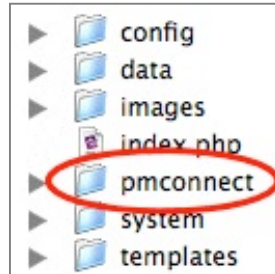 config
data
images
index.php
pmconnect
system
templates